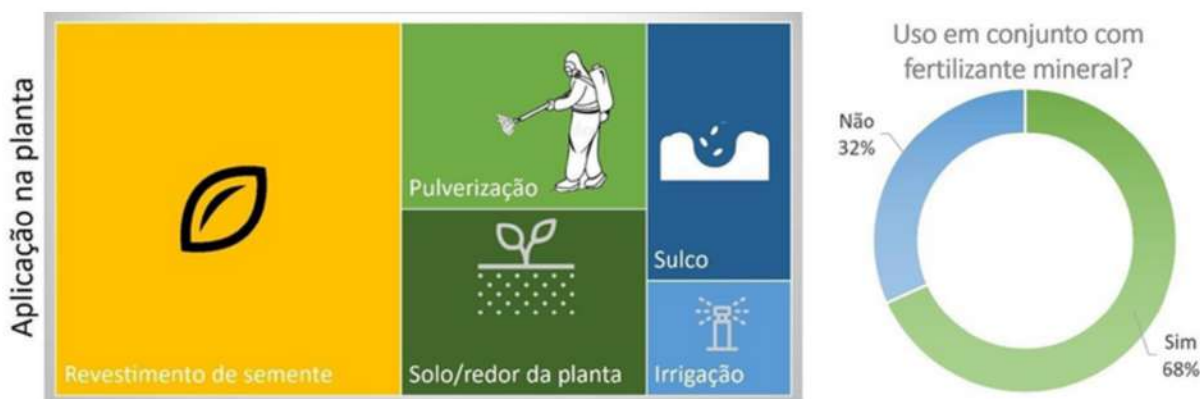 Aplicação na planta
Revestimento de semente
Pulverização
Solo/redor da planta
Sulco
Irrigação
Uso em conjunto com
fertilizante mineral?
Não
32%
Sim
68%